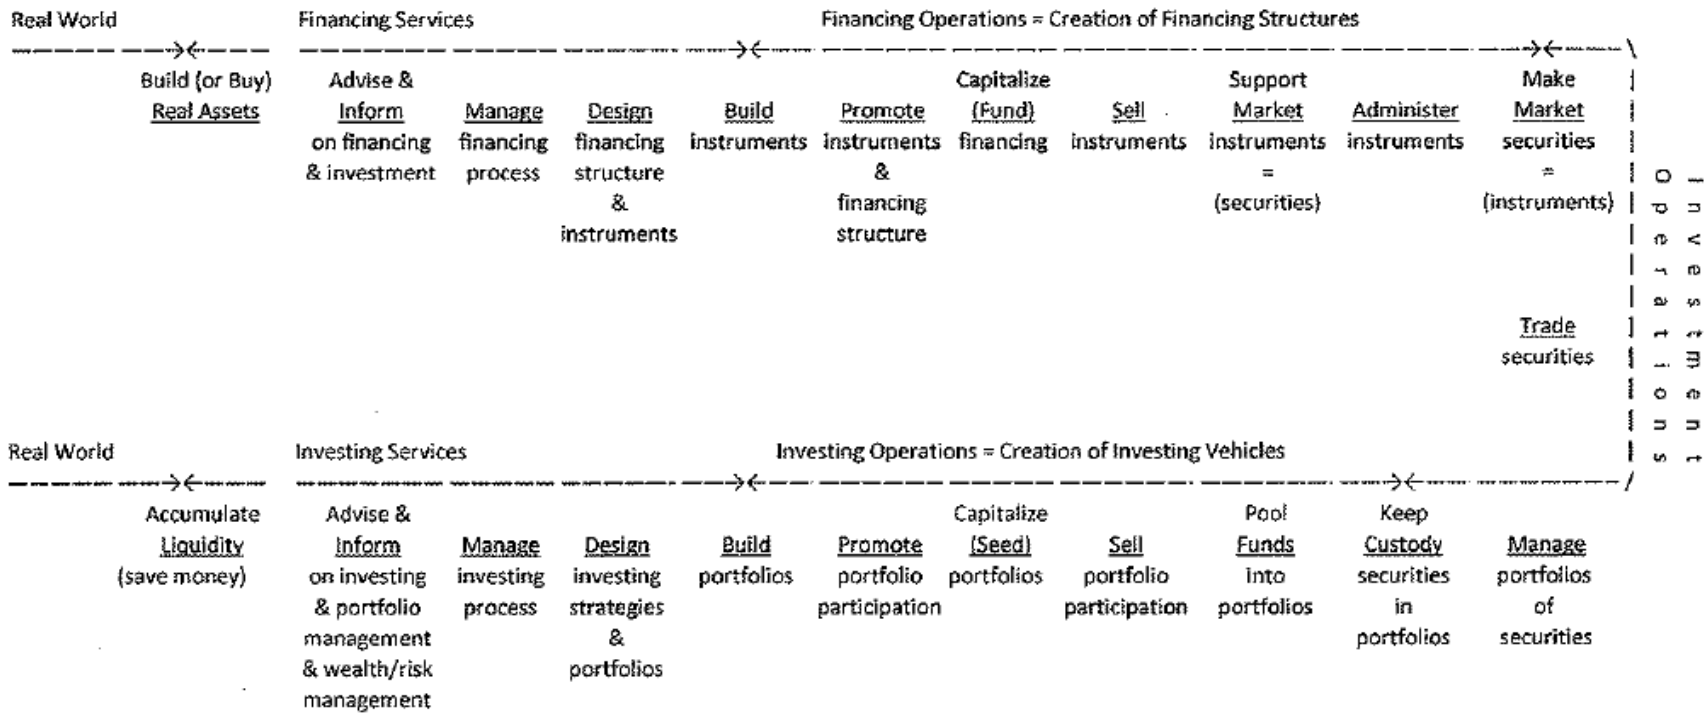 Real World Financing Services Financing Operations = Creation of Financing Structures
Build (or Buy) Advise & Capitalize Support Make
Real Assets Inform Manage Design Build Promote (Fund) Sell Market Administer Market
on financing financing financing instruments instruments financing instruments instruments instruments securities
& investment process structure & = =
& financing (securities) (instruments)
instruments structure
Trade
securities
Investment
Operations
Real World Investing Services Investing Operations = Creation of Investing Vehicles
Accumulate Advise & Capitalize Pool Keep
Liquidity Inform Manage Design Build Promote (Seed) Sell Funds Custody Manage
(save money) on investing investing investing portfolios portfolio portfolios portfolio into securities portfolios
& portfolio process strategies participation participation portfolios in of
management & portfolios securities
& wealth/risk portfolios
management